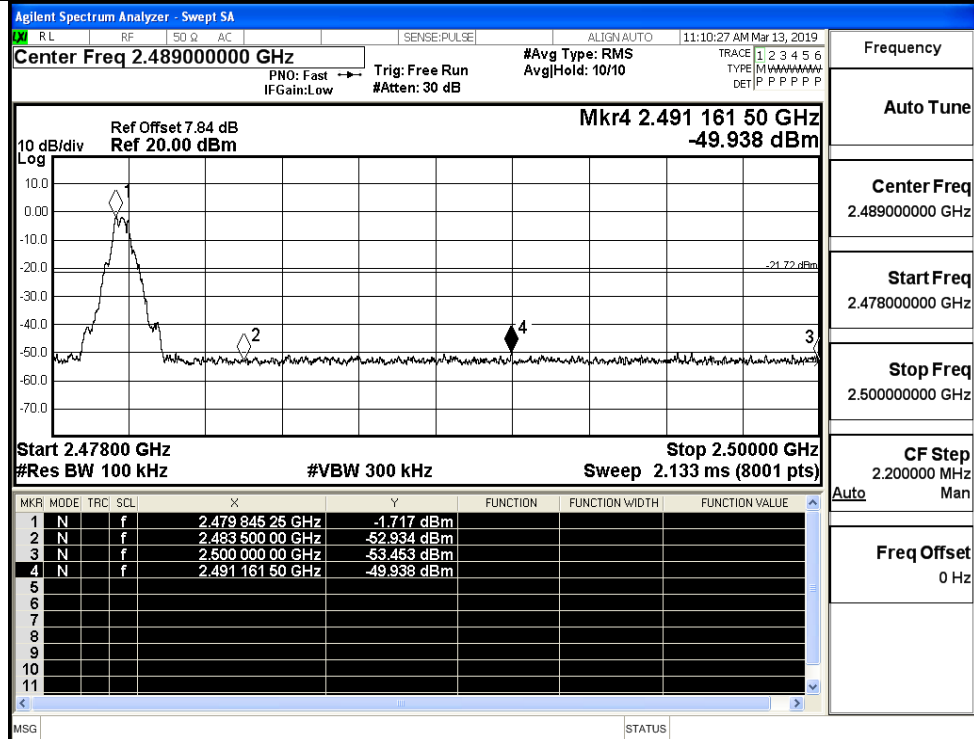 Agilent Spectrum Analyzer - Swept SA
LXI RL RF 50 Ω AC SENSE:PULSE ALIGN AUTO 11:10:27 AM Mar 13, 2019
Center Freq 2.489000000 GHz
PNO: Fast
IFGain:Low
Trig: Free Run
#Atten: 30 dB
#Avg Type: RMS
Avg|Hold: 10/10
TRACE 1 2 3 4 5 6
TYPE M WWWWW
DET P P P P P P
Ref Offset 7.84 dB
10 dB/div Ref 20.00 dBm
Log
Mkr4 2.491 161 50 GHz
-49.938 dBm
10.0
0.00
-10.0
-20.0
-30.0
-40.0
-50.0
-60.0
-70.0
1
2
4
3
-21.72 dBm
Start 2.47800 GHz Stop 2.50000 GHz
#Res BW 100 kHz #VBW 300 kHz Sweep 2.133 ms (8001 pts)
MKR MODE TRC SCL X Y FUNCTION FUNCTION WIDTH FUNCTION VALUE
1 N f 2.479 845 25 GHz -1.717 dBm
2 N f 2.483 500 00 GHz -52.934 dBm
3 N f 2.500 000 00 GHz -53.453 dBm
4 N f 2.491 161 50 GHz -49.938 dBm
5
6
7
8
9
10
11
MSG STATUS
Frequency
Auto Tune
Center Freq
2.489000000 GHz
Start Freq
2.478000000 GHz
Stop Freq
2.500000000 GHz
CF Step
2.200000 MHz
Auto Man
Freq Offset
0 Hz